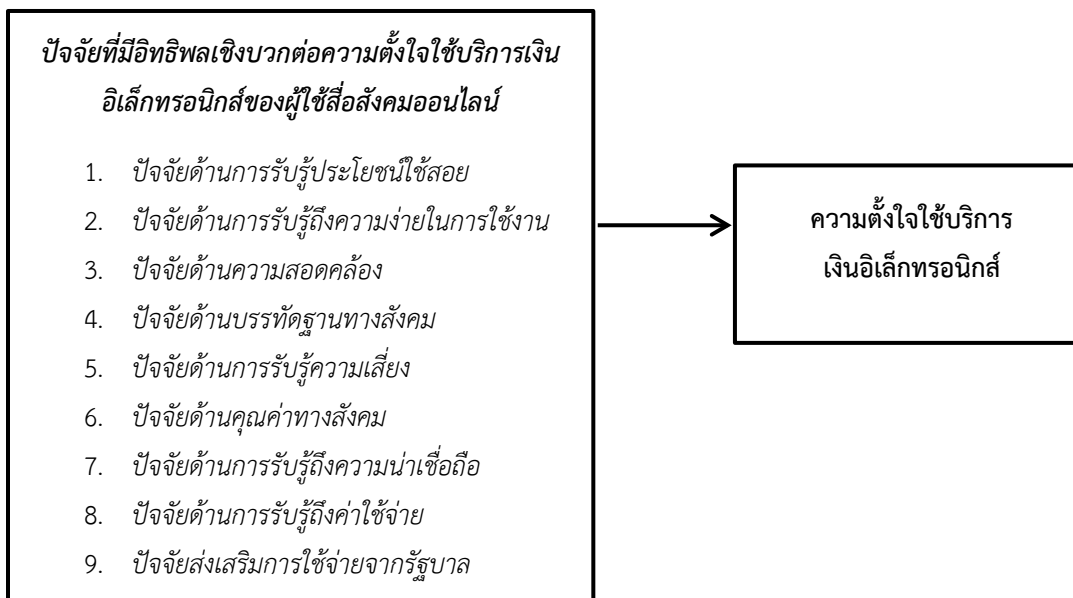 ปัจจัยที่มีอิทธิพลเชิงบวกต่อความตั้งใจใช้บริการเงิน
อิเล็กทรอนิกส์ของผู้ใช้สื่อสังคมออนไลน์
1. ปัจจัยด้านการรับรู้ประโยชน์ใช้สอย
2. ปัจจัยด้านการรับรู้ถึงความง่ายในการใช้งาน
3. ปัจจัยด้านความสอดคล้อง
4. ปัจจัยด้านบรรทัดฐานทางสังคม
5. ปัจจัยด้านการรับรู้ความเสี่ยง
6. ปัจจัยด้านคุณค่าทางสังคม
7. ปัจจัยด้านการรับรู้ถึงความน่าเชื่อถือ
8. ปัจจัยด้านการรับรู้ถึงค่าใช้จ่าย
9. ปัจจัยส่งเสริมการใช้จ่ายจากรัฐบาล
ความตั้งใจใช้บริการ
เงินอิเล็กทรอนิกส์